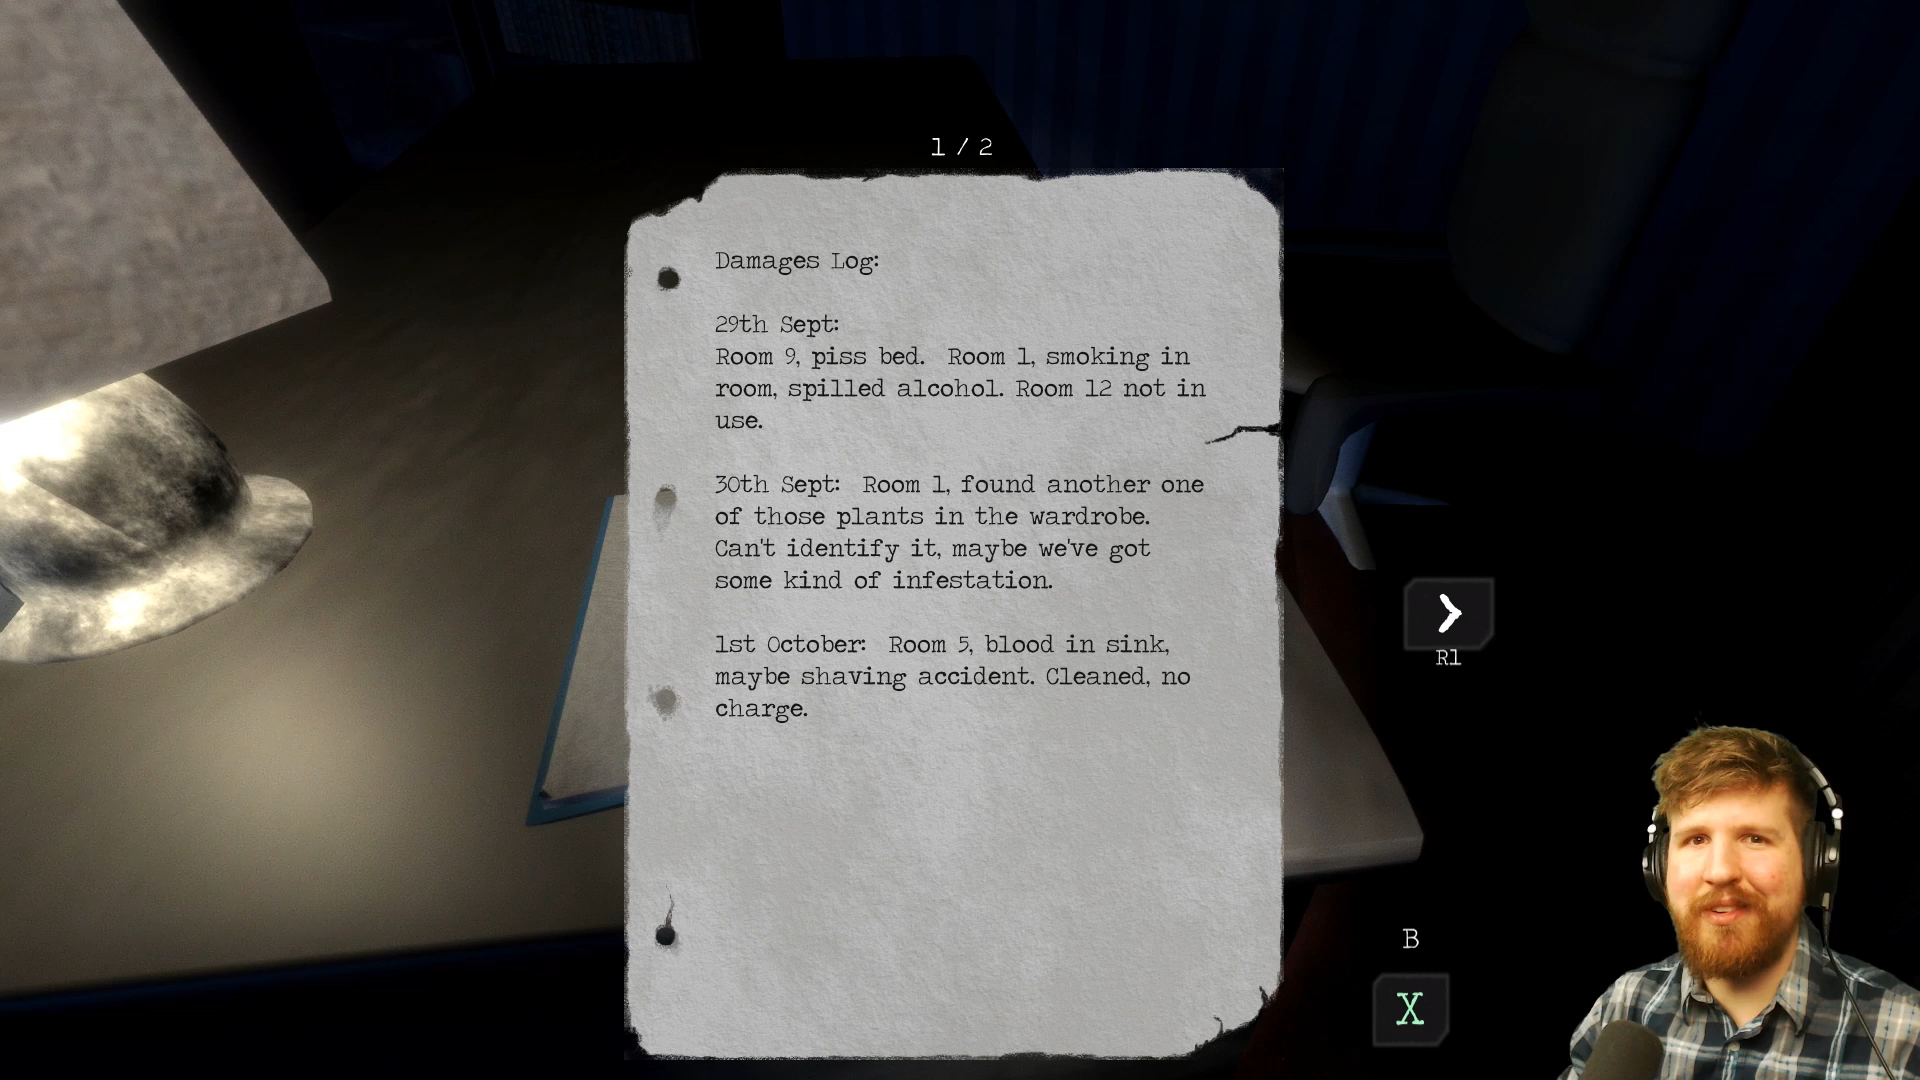 1 / 2
Damages Log:
29th Sept:
Room 9, piss bed.  Room 1, smoking in
room, spilled alcohol. Room 12 not in
use.
30th Sept:  Room 1, found another one
of those plants in the wardrobe.
Can't identify it, maybe we've got
some kind of infestation.
1st October:  Room 5, blood in sink,
maybe shaving accident. Cleaned, no
charge.
R1
B
X